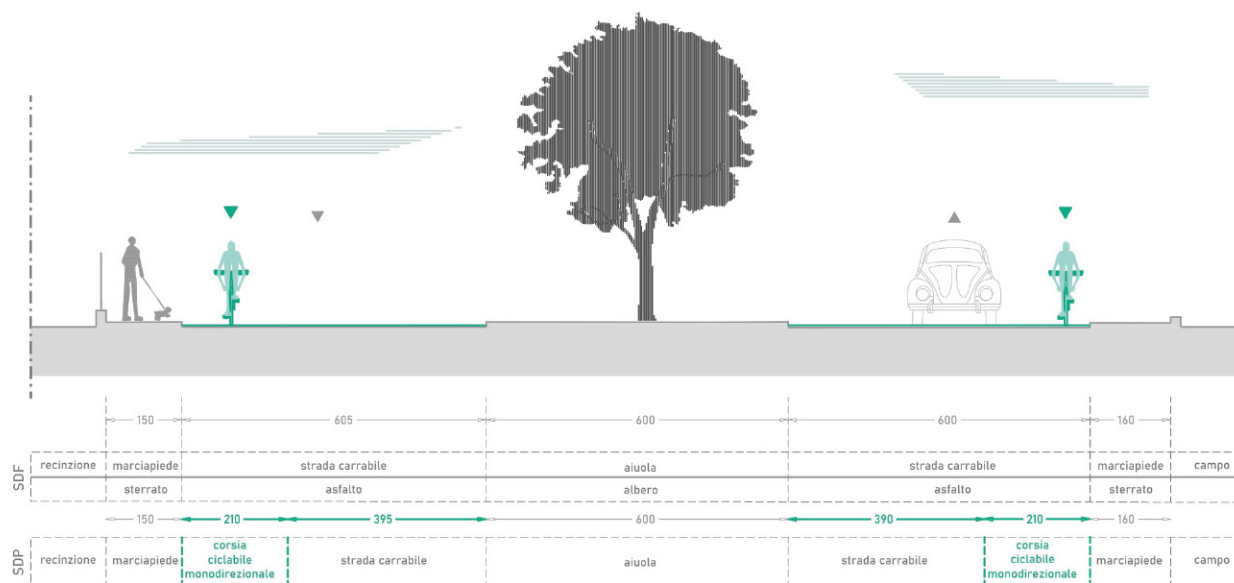 150 605 600 600 160
SDF
recinzione marciapiede strada carrabile aiuola strada carrabile marciapiede campo
sterrato asfalto albero asfalto sterrato
150 210 395 600 390 210 160
SDP
recinzione marciapiede corsia ciclabile monodirezionale strada carrabile aiuola strada carrabile corsia ciclabile monodirezionale marciapiede campo